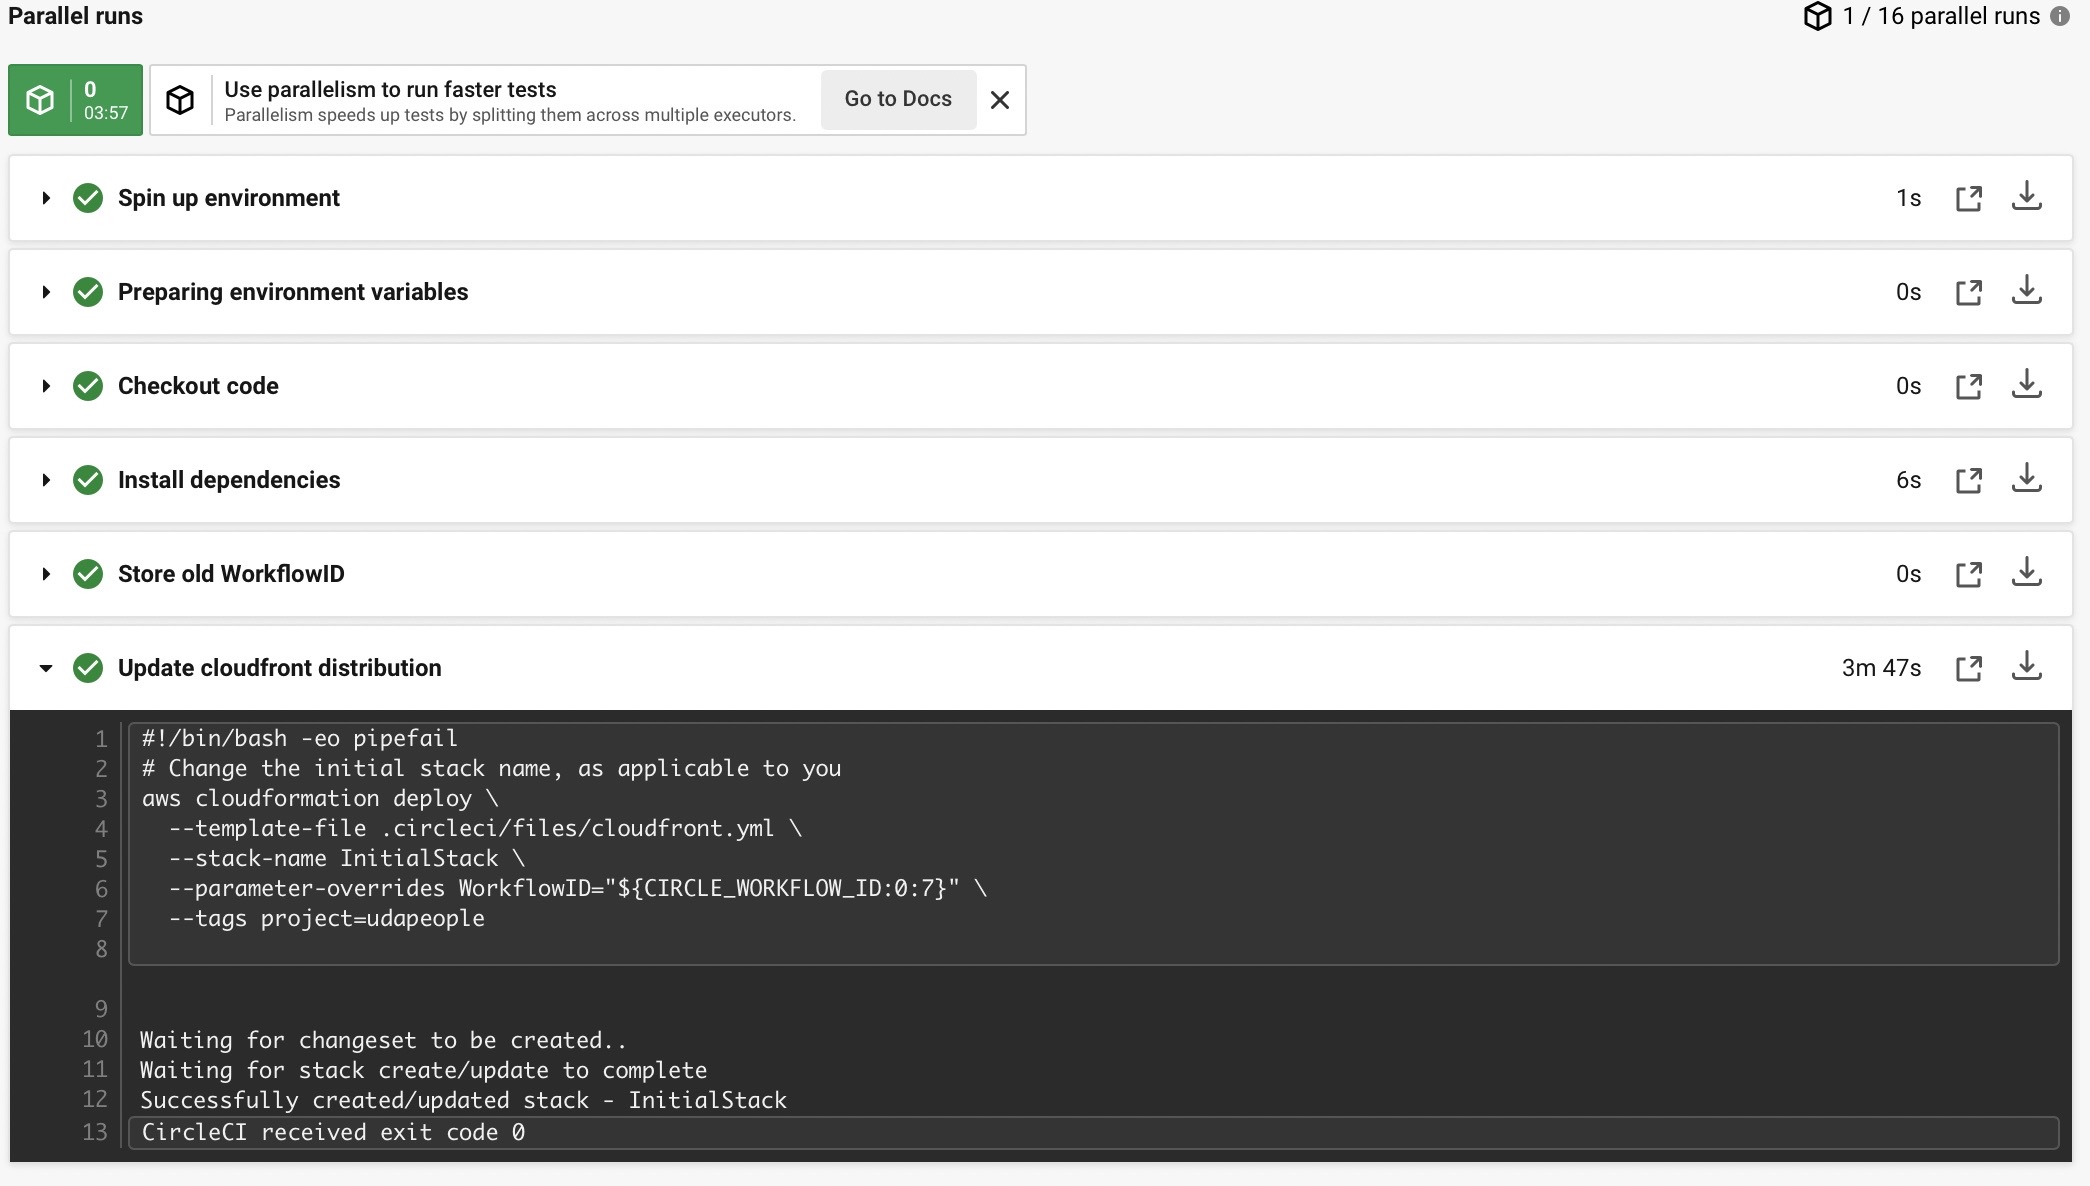 Parallel runs
1 / 16 parallel runs
0
03:57
Use parallelism to run faster tests
Parallelism speeds up tests by splitting them across multiple executors.
Go to Docs
Spin up environment 1s
Preparing environment variables 0s
Checkout code 0s
Install dependencies 6s
Store old WorkflowID 0s
Update cloudfront distribution 3m 47s
1 #!/bin/bash -eo pipefail
2 # Change the initial stack name, as applicable to you
3 aws cloudformation deploy \
4   --template-file .circleci/files/cloudfront.yml \
5   --stack-name InitialStack \
6   --parameter-overrides WorkflowID="${CIRCLE_WORKFLOW_ID:0:7}" \
7   --tags project=udapeople
8
9
10 Waiting for changeset to be created..
11 Waiting for stack create/update to complete
12 Successfully created/updated stack - InitialStack
13 CircleCI received exit code 0